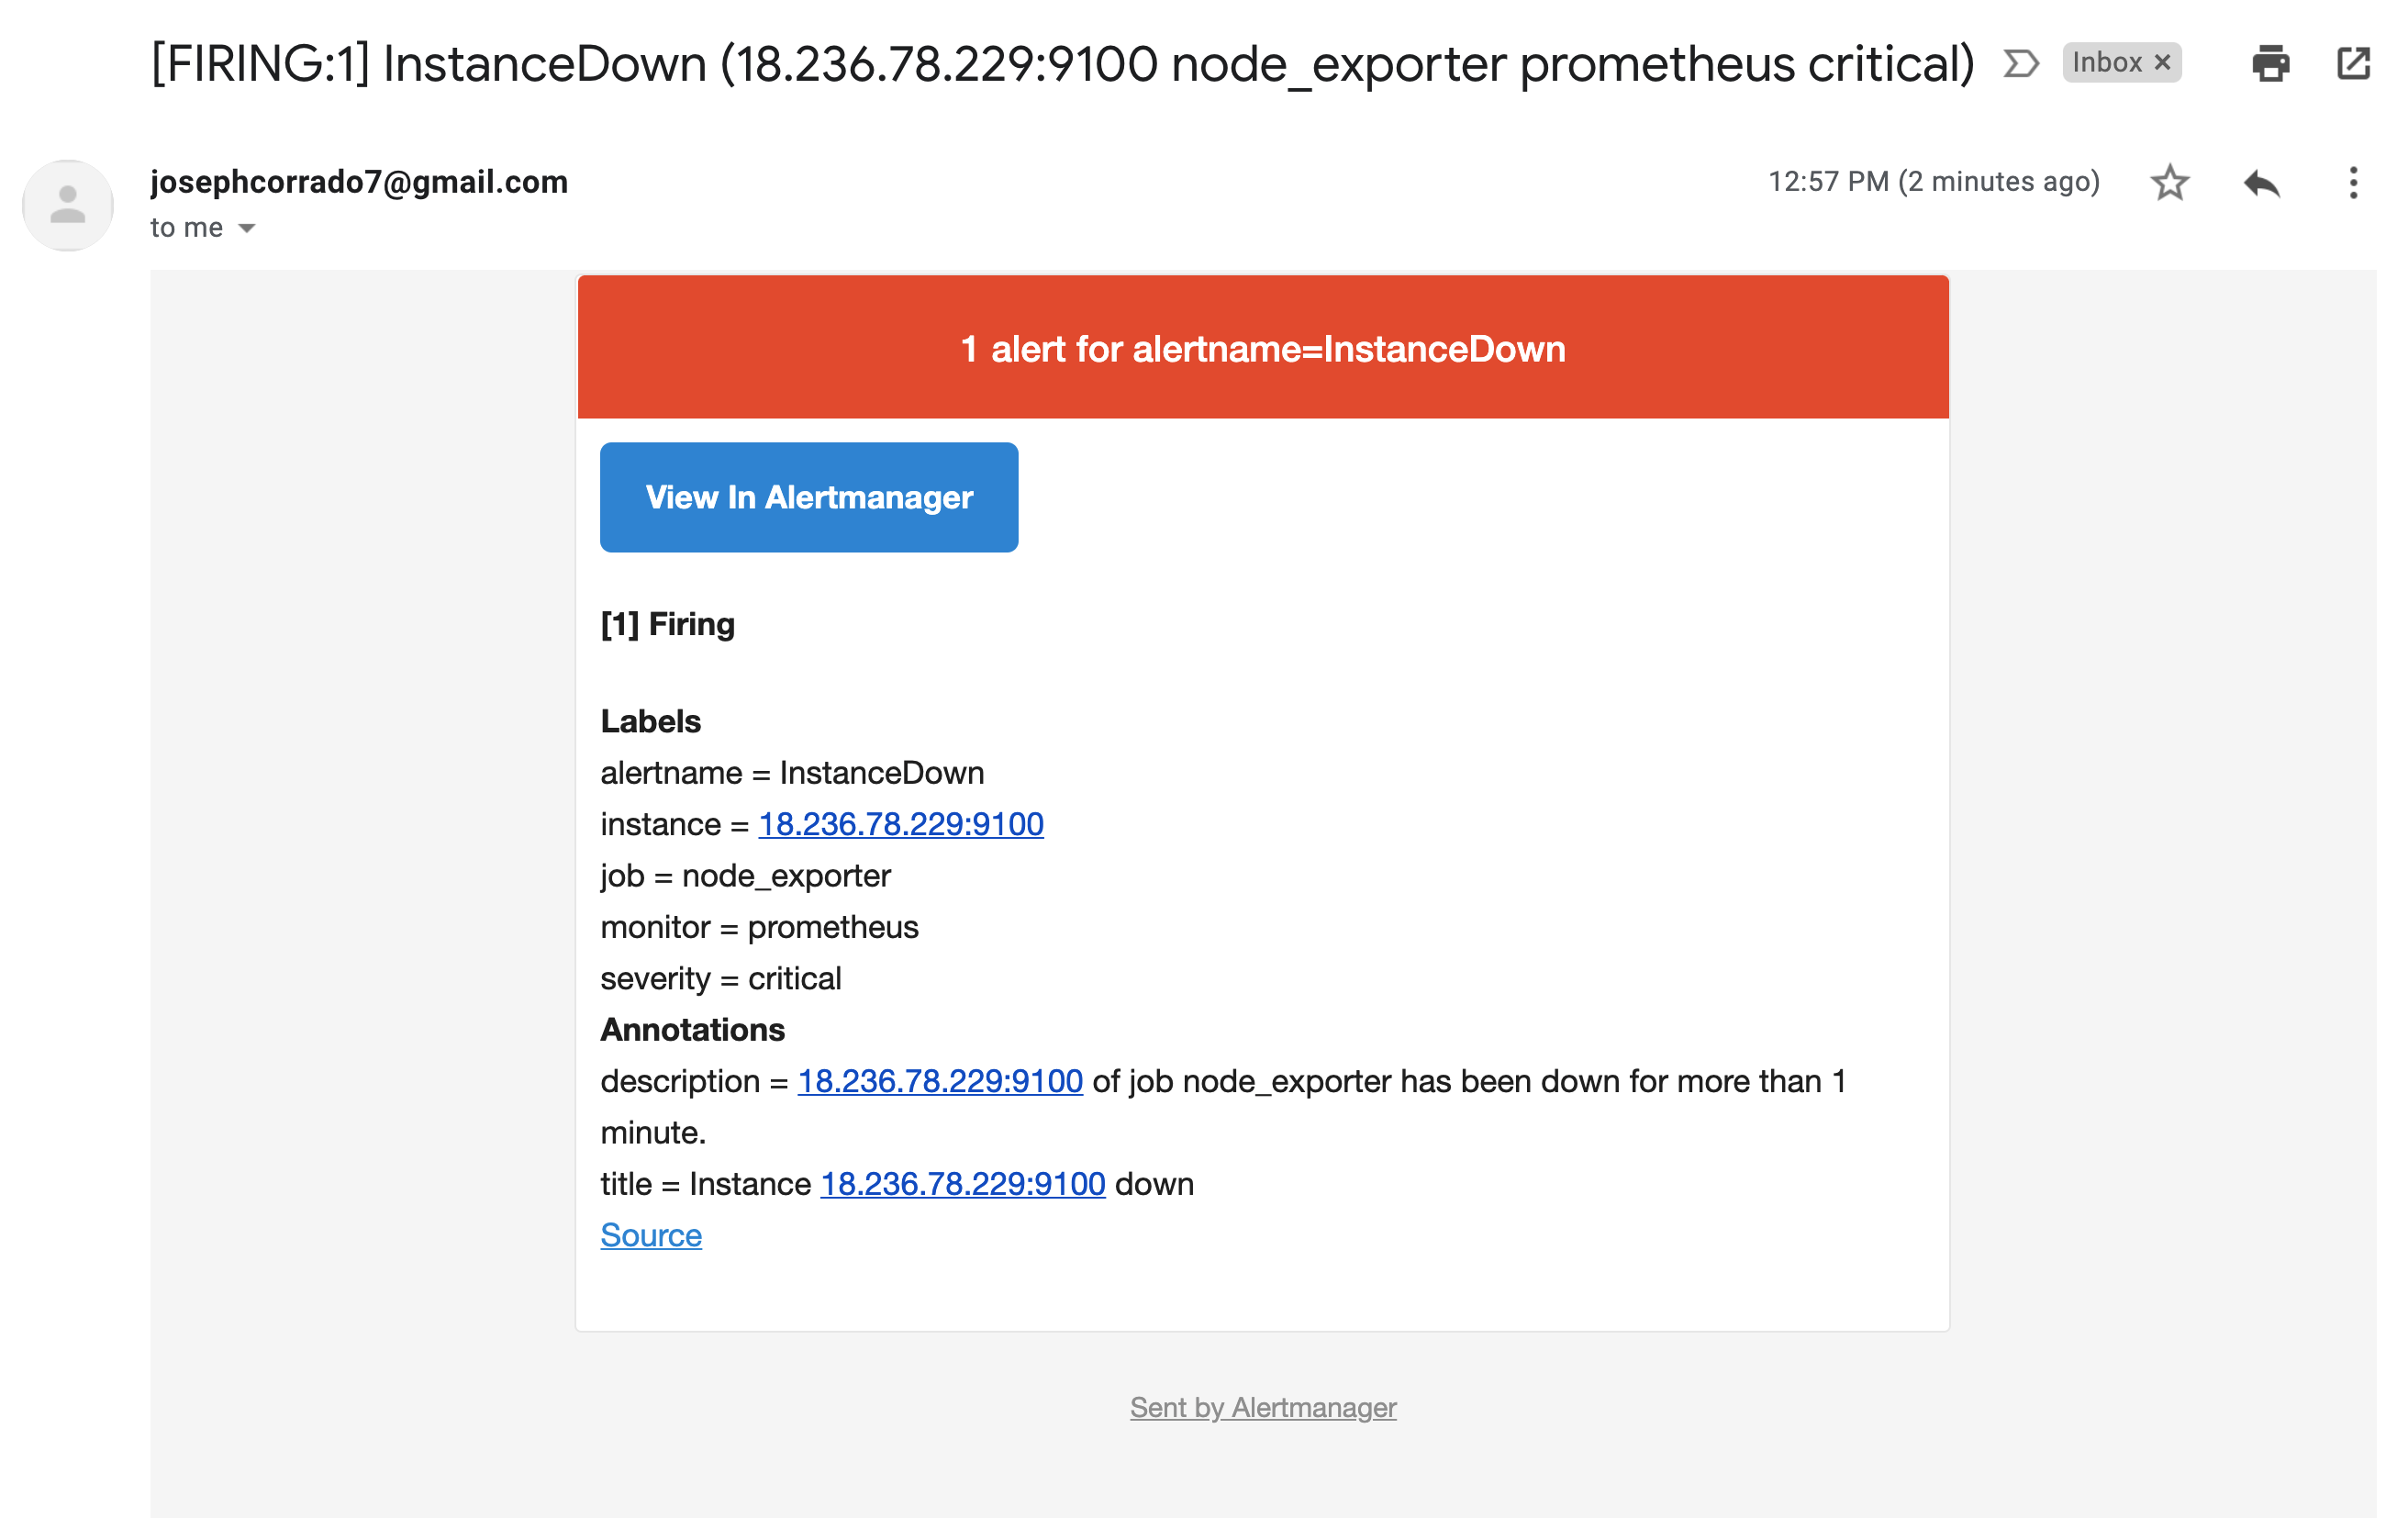 [FIRING:1] InstanceDown (18.236.78.229:9100 node_exporter prometheus critical)
Inbox ×
josephcorrado7@gmail.com
12:57 PM (2 minutes ago)
to me
1 alert for alertname=InstanceDown
View In Alertmanager
[1] Firing
Labels
alertname = InstanceDown
instance = 18.236.78.229:9100
job = node_exporter
monitor = prometheus
severity = critical
Annotations
description = 18.236.78.229:9100 of job node_exporter has been down for more than 1
minute.
title = Instance 18.236.78.229:9100 down
Source
Sent by Alertmanager